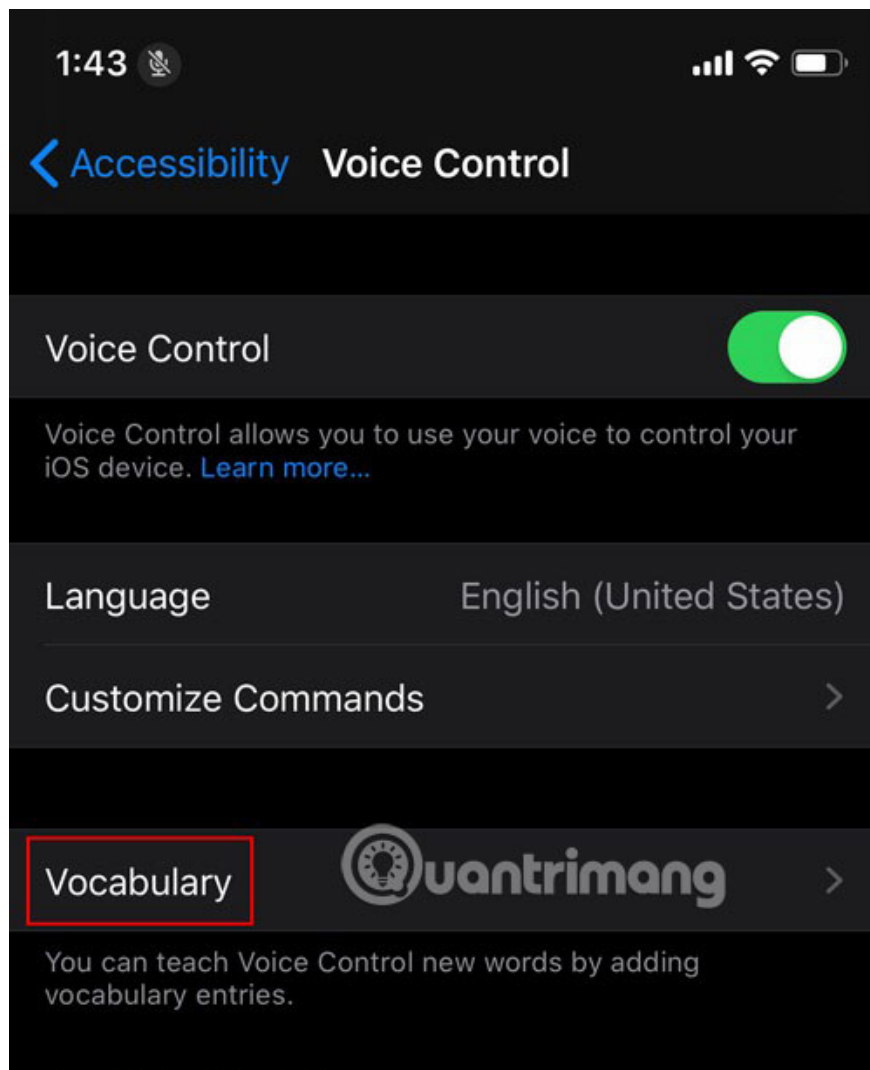 1:43
Accessibility Voice Control
Voice Control
Voice Control allows you to use your voice to control your
iOS device. Learn more...
Language English (United States)
Customize Commands
Vocabulary Quantrimang
You can teach Voice Control new words by adding
vocabulary entries.